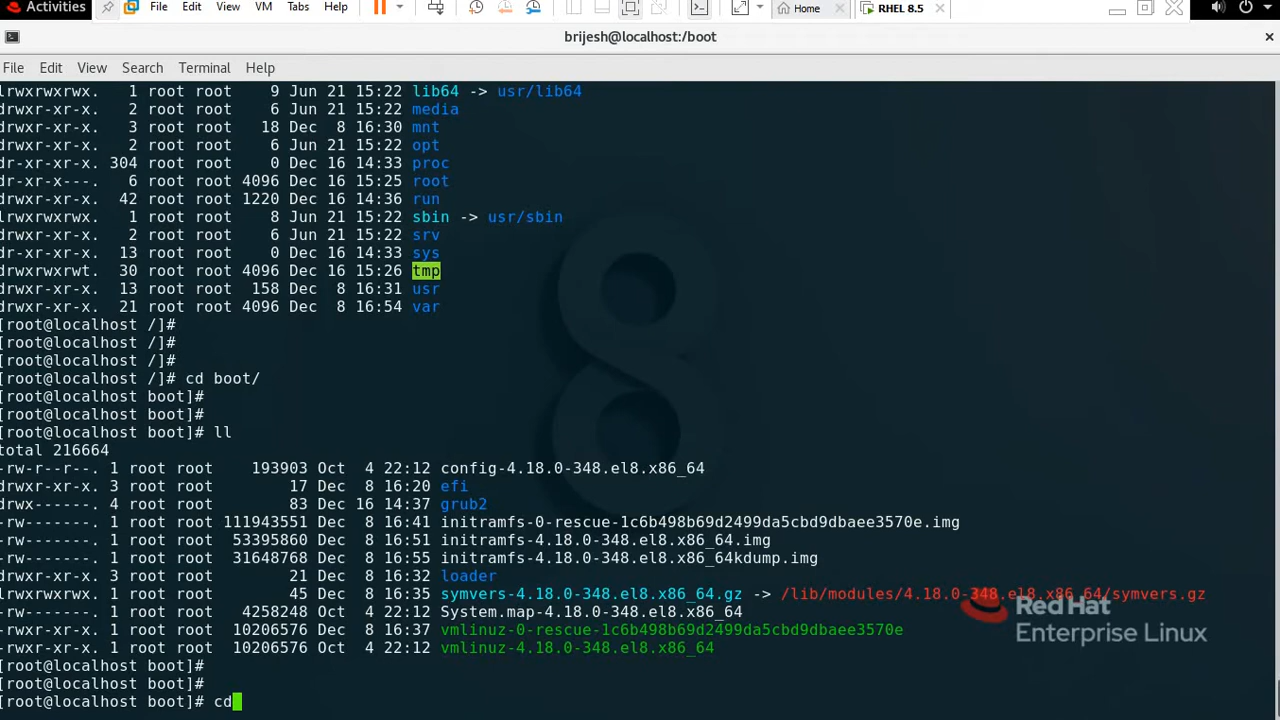 Activities File Edit View VM Tabs Help Home RHEL 8.5
brijesh@localhost:/boot
File Edit View Search Terminal Help
lrwxrwxrwx. 1 root root 9 Jun 21 15:22 lib64 -> usr/lib64
drwxr-xr-x. 2 root root 6 Jun 21 15:22 media
drwxr-xr-x. 3 root root 18 Dec 8 16:30 mnt
drwxr-xr-x. 2 root root 6 Jun 21 15:22 opt
dr-xr-xr-x. 304 root root 0 Dec 16 14:33 proc
dr-xr-x---. 6 root root 4096 Dec 16 15:25 root
drwxr-xr-x. 42 root root 1220 Dec 16 14:36 run
lrwxrwxrwx. 1 root root 8 Jun 21 15:22 sbin -> usr/sbin
drwxr-xr-x. 2 root root 6 Jun 21 15:22 srv
dr-xr-xr-x. 13 root root 0 Dec 16 14:33 sys
drwxrwxrwt. 30 root root 4096 Dec 16 15:26 tmp
drwxr-xr-x. 13 root root 158 Dec 8 16:31 usr
drwxr-xr-x. 21 root root 4096 Dec 8 16:54 var
[root@localhost /]#
[root@localhost /]#
[root@localhost /]#
[root@localhost /]# cd boot/
[root@localhost boot]#
[root@localhost boot]#
[root@localhost boot]# ll
total 216664
-rw-r--r--. 1 root root 193903 Oct 4 22:12 config-4.18.0-348.el8.x86_64
drwxr-xr-x. 3 root root 17 Dec 8 16:20 efi
drwx------. 4 root root 83 Dec 16 14:37 grub2
-rw-------. 1 root root 111943551 Dec 8 16:41 initramfs-0-rescue-1c6b498b69d2499da5cbd9dbaee3570e.img
-rw-------. 1 root root 53395860 Dec 8 16:51 initramfs-4.18.0-348.el8.x86_64.img
-rw-------. 1 root root 31648768 Dec 8 16:55 initramfs-4.18.0-348.el8.x86_64kdump.img
drwxr-xr-x. 3 root root 21 Dec 8 16:32 loader
lrwxrwxrwx. 1 root root 45 Dec 8 16:35 symvers-4.18.0-348.el8.x86_64.gz -> /lib/modules/4.18.0-348.el8.x86_64/symvers.gz
-rw-------. 1 root root 4258248 Oct 4 22:12 System.map-4.18.0-348.el8.x86_64
-rwxr-xr-x. 1 root root 10206576 Dec 8 16:37 vmlinuz-0-rescue-1c6b498b69d2499da5cbd9dbaee3570e
-rwxr-xr-x. 1 root root 10206576 Oct 4 22:12 vmlinuz-4.18.0-348.el8.x86_64
[root@localhost boot]#
[root@localhost boot]#
[root@localhost boot]# cd
8
Red Hat
Enterprise Linux